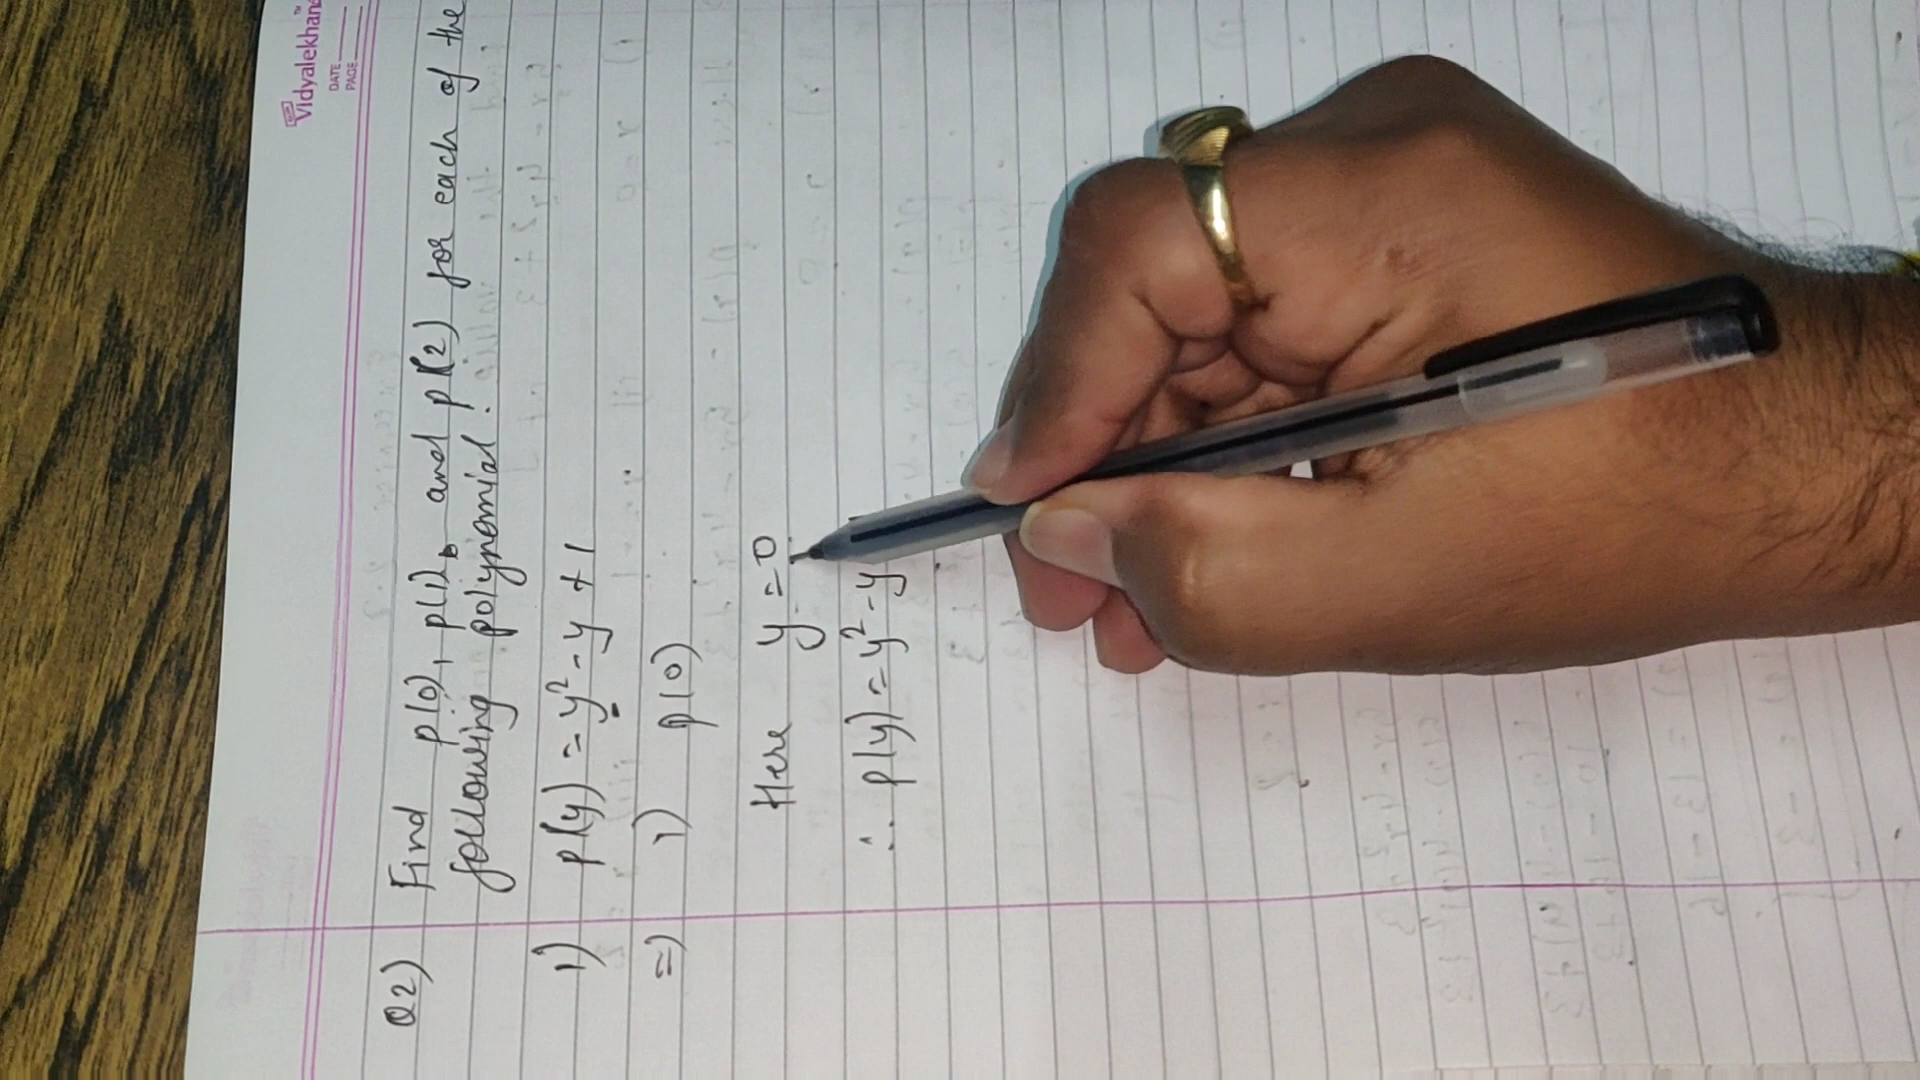 Vidyalekhana™
DATE
PAGE
Q2) Find p(0), p(1), and p(2) for each of the
following polynomial.
1) p(y) = y² - y + 1
=) 1) p(0)
Here y = 0
∴ p(y) = y² - y